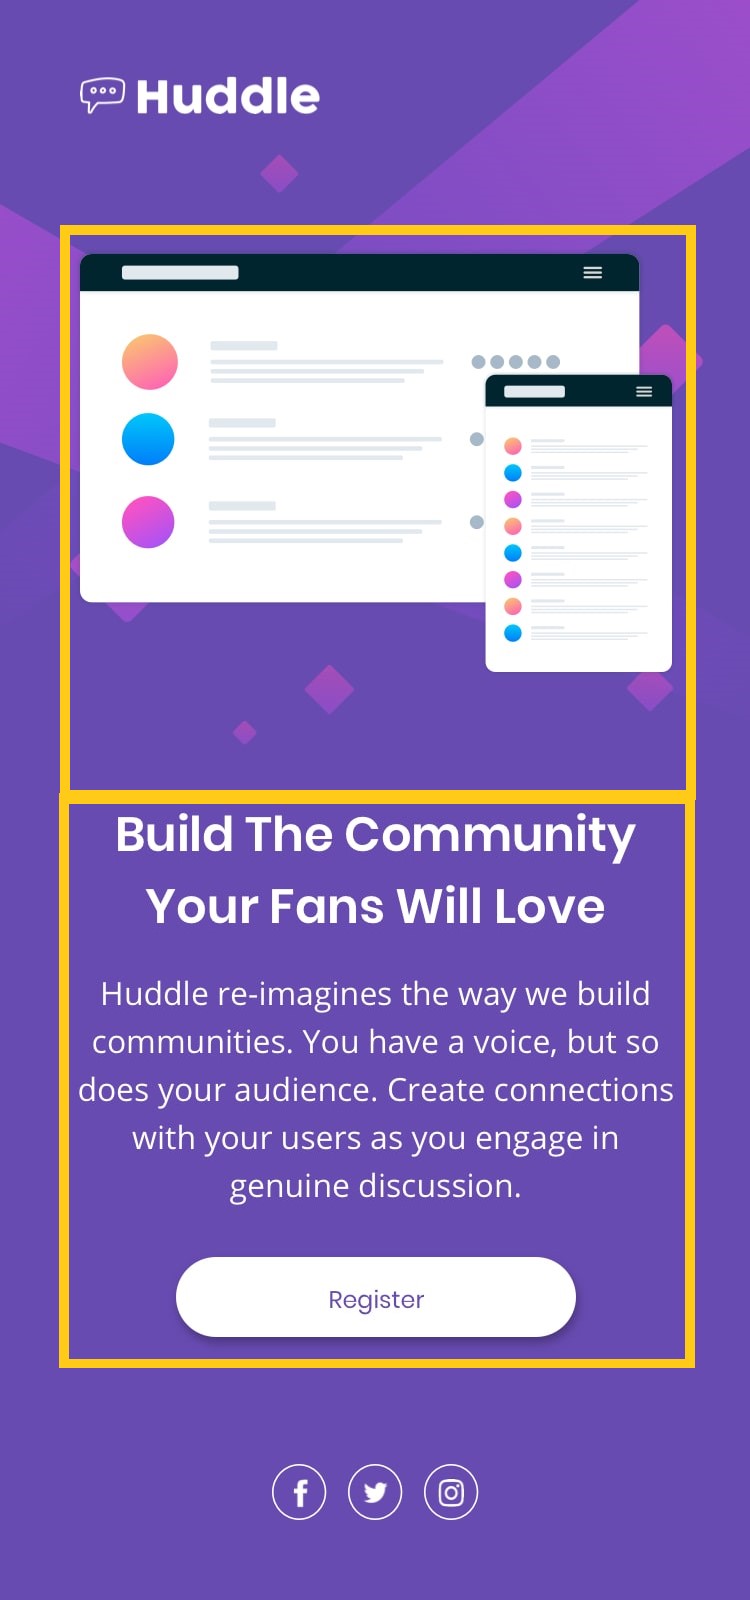 Huddle
Build The Community
Your Fans Will Love
Huddle re-imagines the way we build
communities. You have a voice, but so
does your audience. Create connections
with your users as you engage in
genuine discussion.
Register